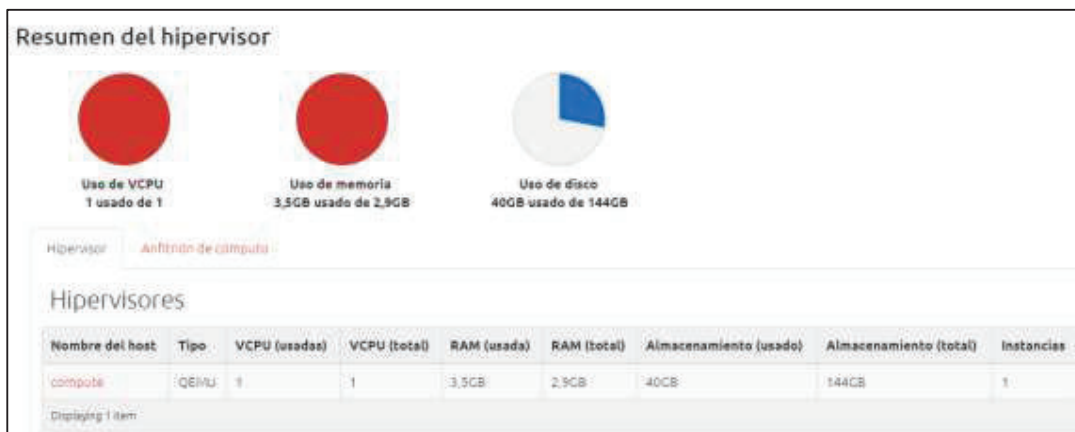 Resumen del hipervisor
Uso de VCPU
1 usado de 1
Uso de memoria
3,5GB usado de 2,9GB
Uso de disco
40GB usado de 144GB
Hipervisor Anfitrión de computo
Hipervisores
Nombre del host Tipo VCPU (usadas) VCPU (total) RAM (usada) RAM (total) Almacenamiento (usado) Almacenamiento (total) Instancias
compute QEMU 1 1 3,5GB 2,9GB 40GB 144GB 1
Displaying 1 item